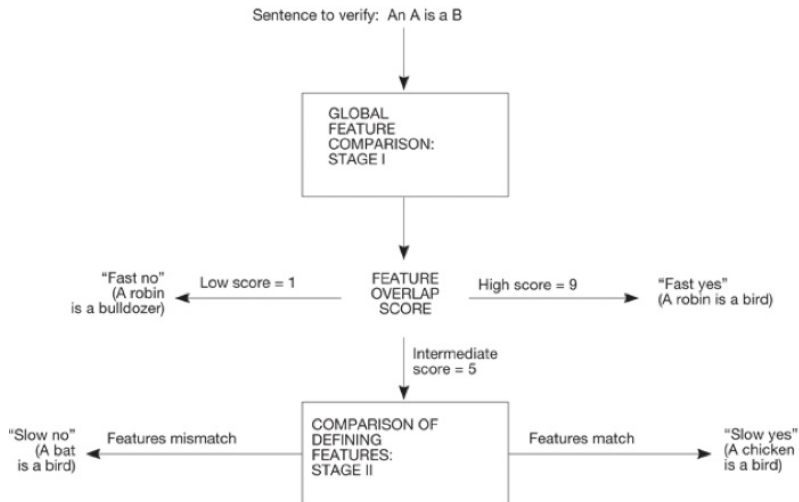 Sentence to verify: An A is a B
GLOBAL
FEATURE
COMPARISON:
STAGE I
“Fast no”
(A robin
is a bulldozer)
Low score = 1
FEATURE
OVERLAP
SCORE
High score = 9
“Fast yes”
(A robin is a bird)
Intermediate
score = 5
“Slow no”
(A bat
is a bird)
Features mismatch
COMPARISON OF
DEFINING
FEATURES:
STAGE II
Features match
“Slow yes”
(A chicken
is a bird)